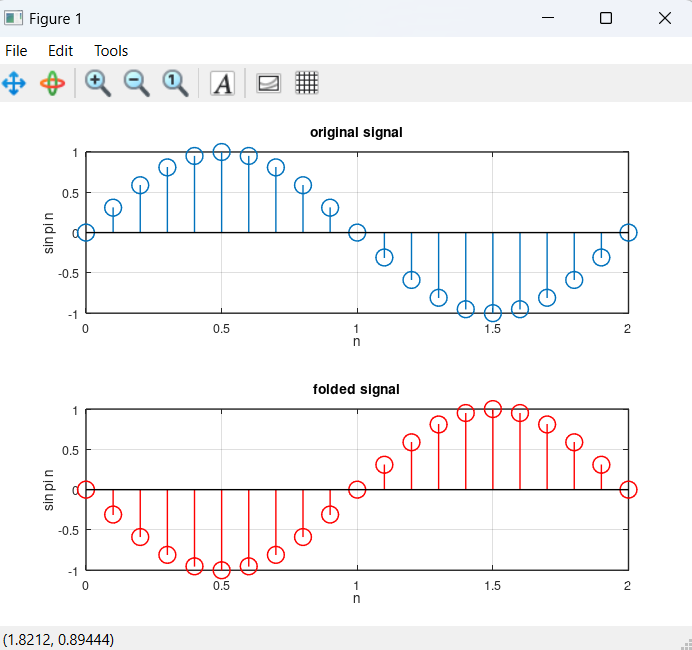 Figure 1
File Edit Tools
1
A
original signal
1
0.5
0
-0.5
-1
sin pi n
0 0.5 1 1.5 2
n
folded signal
1
0.5
0
-0.5
-1
sin pi n
0 0.5 1 1.5 2
n
(1.8212, 0.89444)